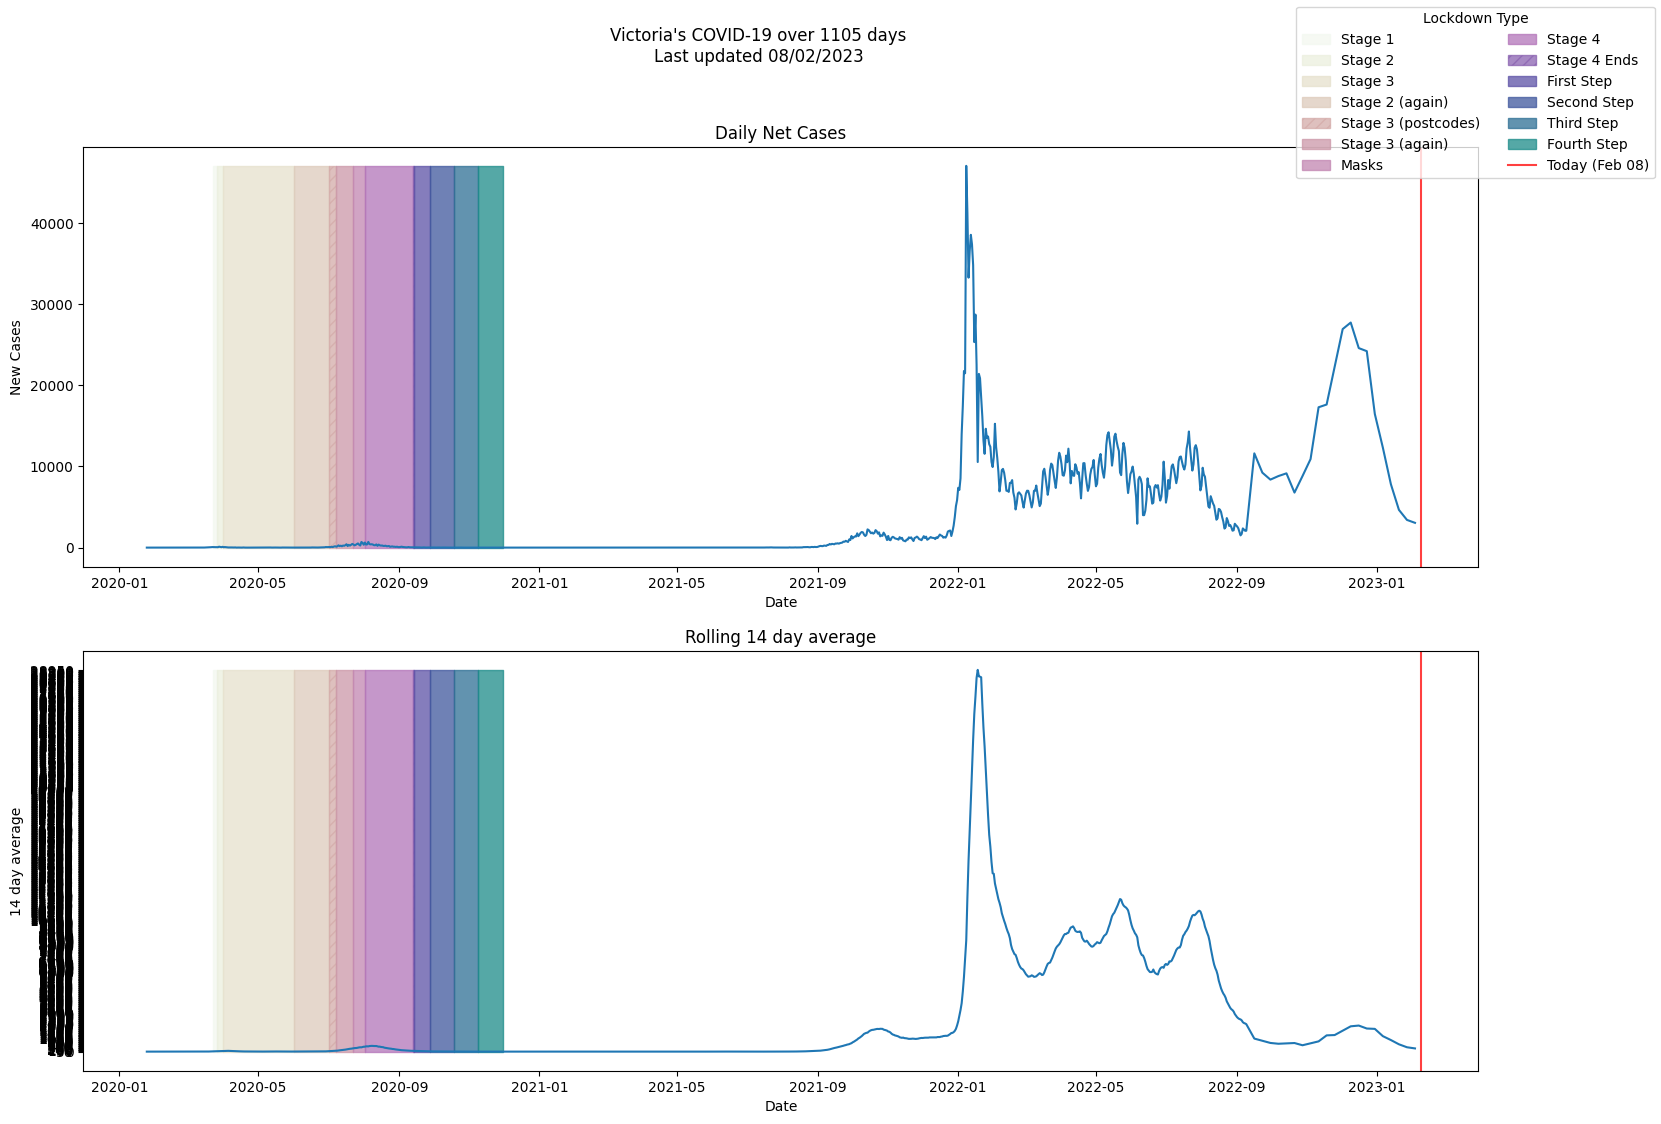 Victoria's COVID-19 over 1105 days
Last updated 08/02/2023
Lockdown Type
Stage 1
Stage 2
Stage 3
Stage 2 (again)
Stage 3 (postcodes)
Stage 3 (again)
Masks
Stage 4
Stage 4 Ends
First Step
Second Step
Third Step
Fourth Step
Today (Feb 08)
Daily Net Cases
New Cases
40000
30000
20000
10000
0
2020-01 2020-05 2020-09 2021-01 2021-05 2021-09 2022-01 2022-05 2022-09 2023-01
Date
Rolling 14 day average
14 day average
2020-01 2020-05 2020-09 2021-01 2021-05 2021-09 2022-01 2022-05 2022-09 2023-01
Date